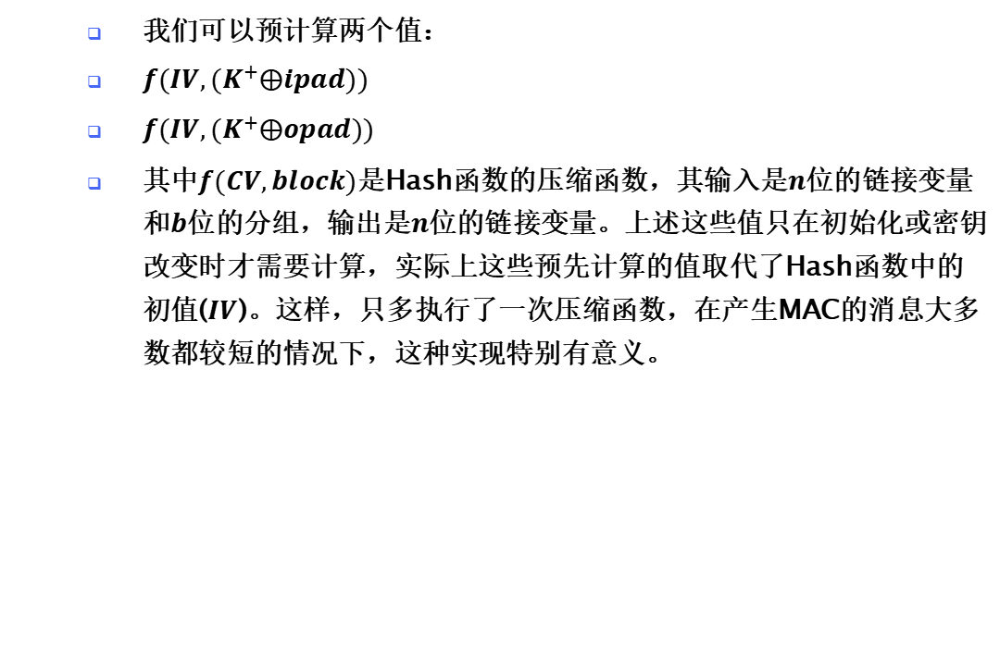 我们可以预计算两个值：
f(IV,(K⁺⊕ipad))
f(IV,(K⁺⊕opad))
其中f(CV,block)是Hash函数的压缩函数，其输入是n位的链接变量
和b位的分组，输出是n位的链接变量。上述这些值只在初始化或密钥
改变时才需要计算，实际上这些预先计算的值取代了Hash函数中的
初值(IV)。这样，只多执行了一次压缩函数，在产生MAC的消息大多
数都较短的情况下，这种实现特别有意义。